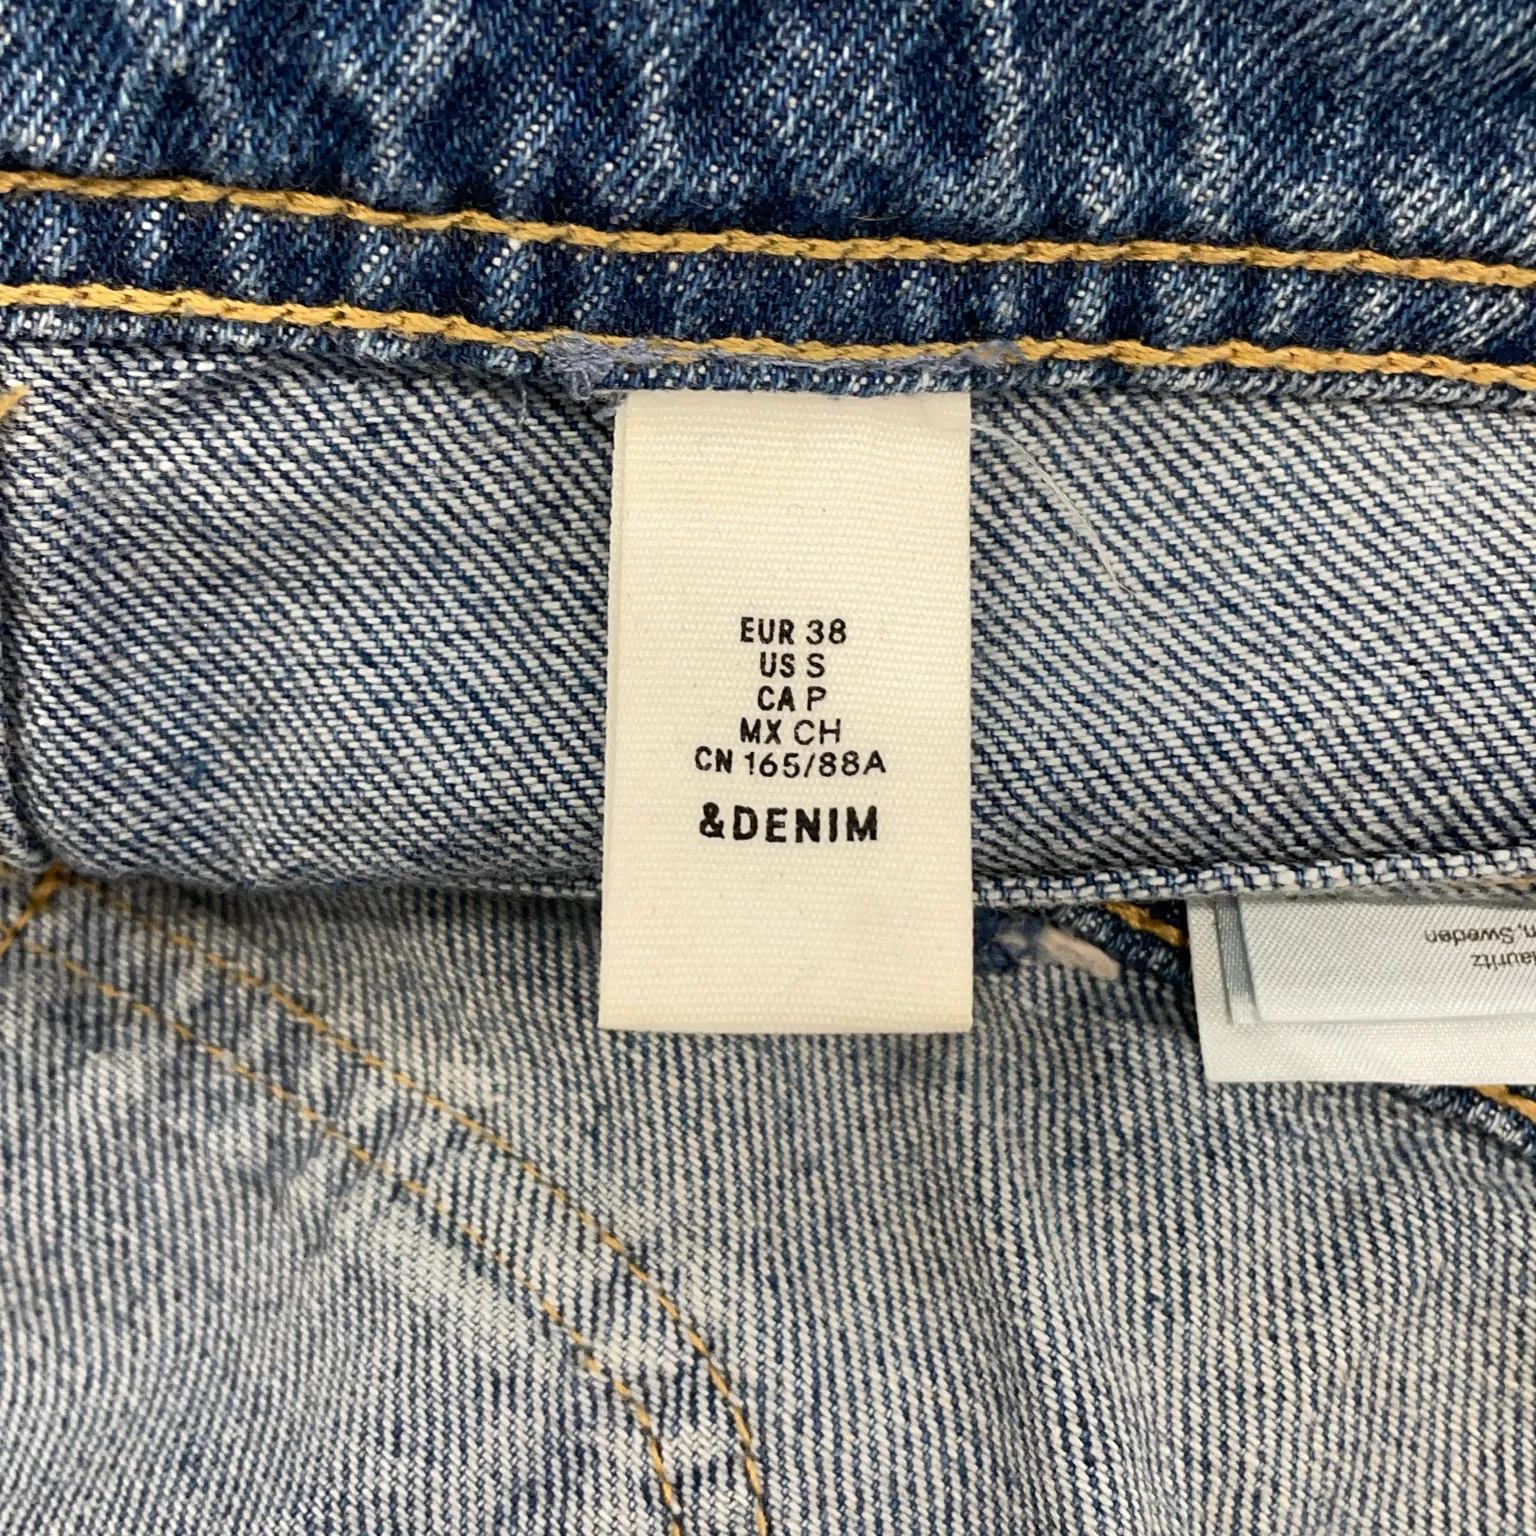 EUR 38
US S
CA P
MX CH
CN 165/88A
&DENIM
Sweden